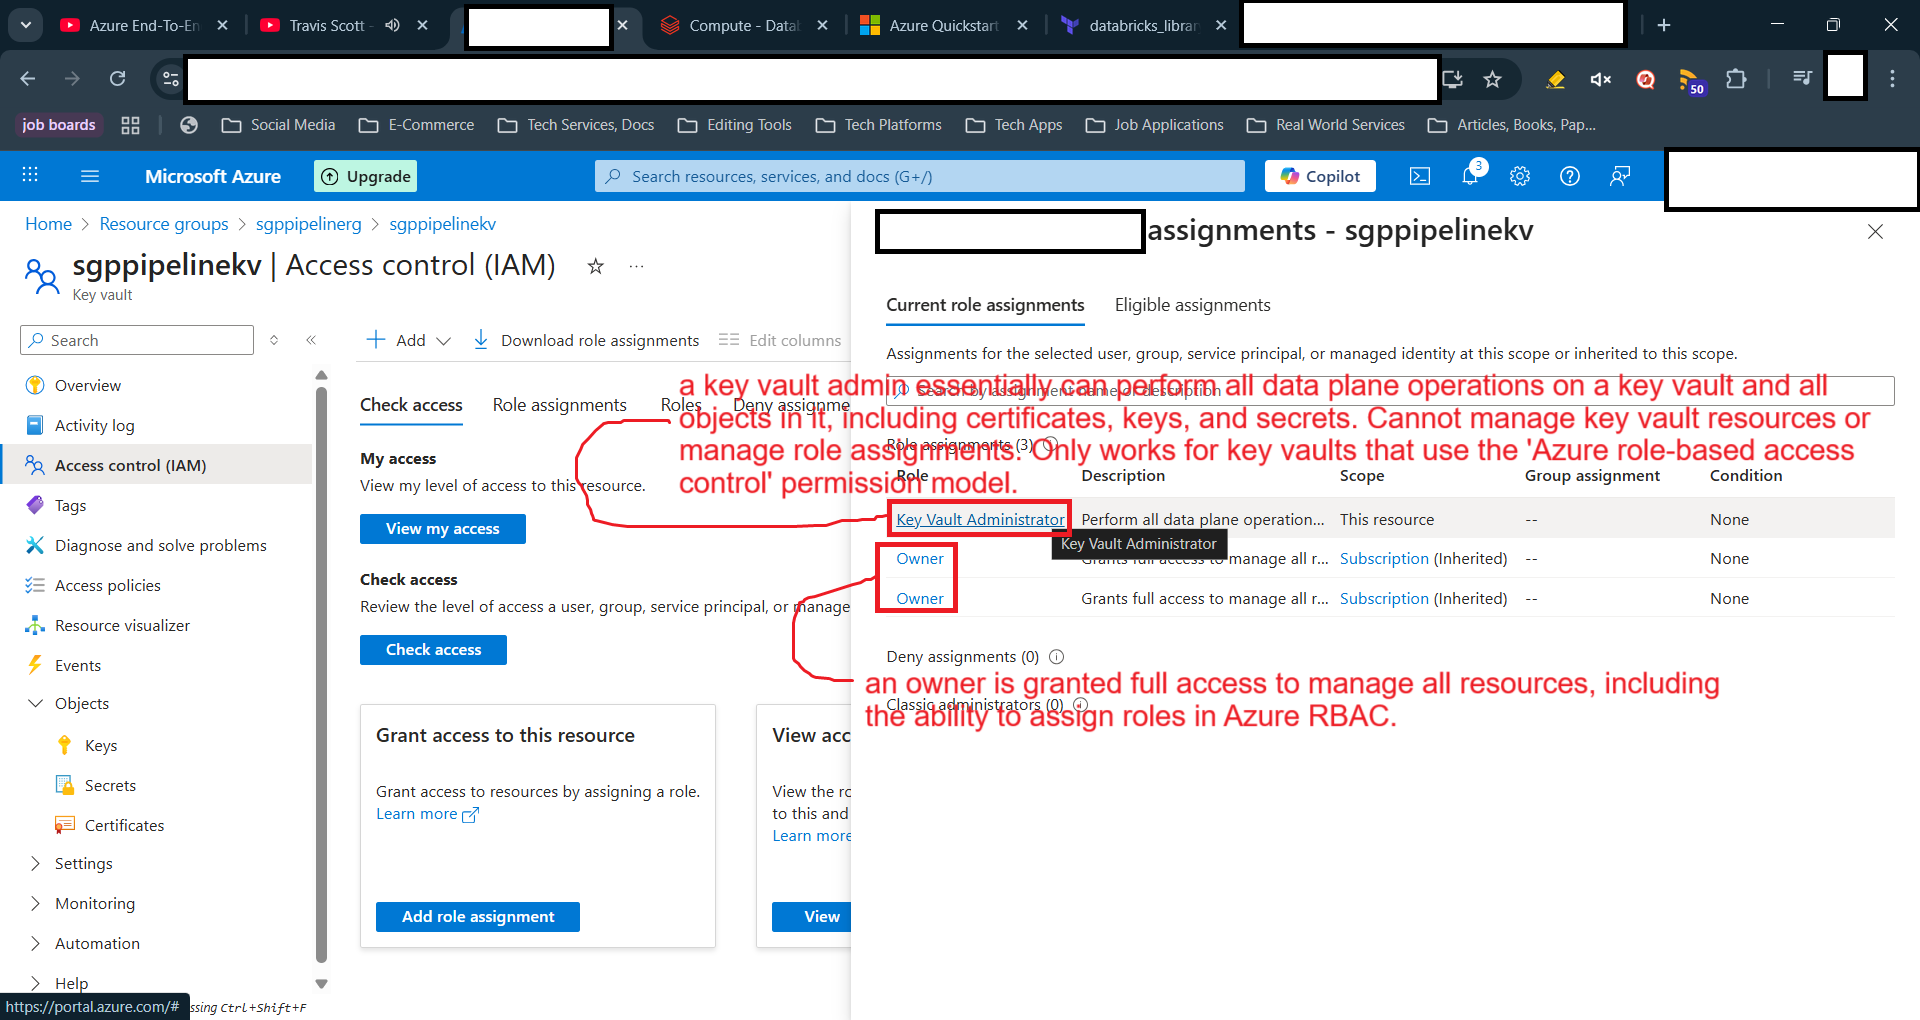 Azure End-To-En
Travis Scott -
Compute - Datab
Azure Quickstart
databricks_librar
50
job boards
Social Media
E-Commerce
Tech Services, Docs
Editing Tools
Tech Platforms
Tech Apps
Job Applications
Real World Services
Articles, Books, Pap...
Microsoft Azure
Upgrade
Search resources, services, and docs (G+/)
Copilot
3
Home > Resource groups > sgppipelinerg > sgppipelinekv
sgppipelinekv | Access control (IAM)
...
Key vault
Search
Overview
Activity log
Access control (IAM)
Tags
Diagnose and solve problems
Access policies
Resource visualizer
Events
Objects
Keys
Secrets
Certificates
Settings
Monitoring
Automation
Help
https://portal.azure.com/#
ssing Ctrl+Shift+F
Add
Download role assignments
Edit columns
Check access
Role assignments
Roles
Deny assignme
My access
View my level of access to this resource.
View my access
Check access
Review the level of access a user, group, service principal, or manage
Check access
Grant access to this resource
Grant access to resources by assigning a role.
Learn more
Add role assignment
View acc
View the ro
to this and
Learn more
View
assignments - sgppipelinekv
Current role assignments
Eligible assignments
Assignments for the selected user, group, service principal, or managed identity at this scope or inherited to this scope.
Search by assignment name or description
a key vault admin essentially can perform all data plane operations on a key vault and all
objects in it, including certificates, keys, and secrets. Cannot manage key vault resources or
manage role assignments. Only works for key vaults that use the 'Azure role-based access
control' permission model.
Role assignments (3)
Role Description Scope Group assignment Condition
Key Vault Administrator Perform all data plane operation... This resource -- None
Key Vault Administrator
Owner Grants full access to manage all r... Subscription (Inherited) -- None
Owner Grants full access to manage all r... Subscription (Inherited) -- None
Deny assignments (0)
an owner is granted full access to manage all resources, including
the ability to assign roles in Azure RBAC.
Classic administrators (0)